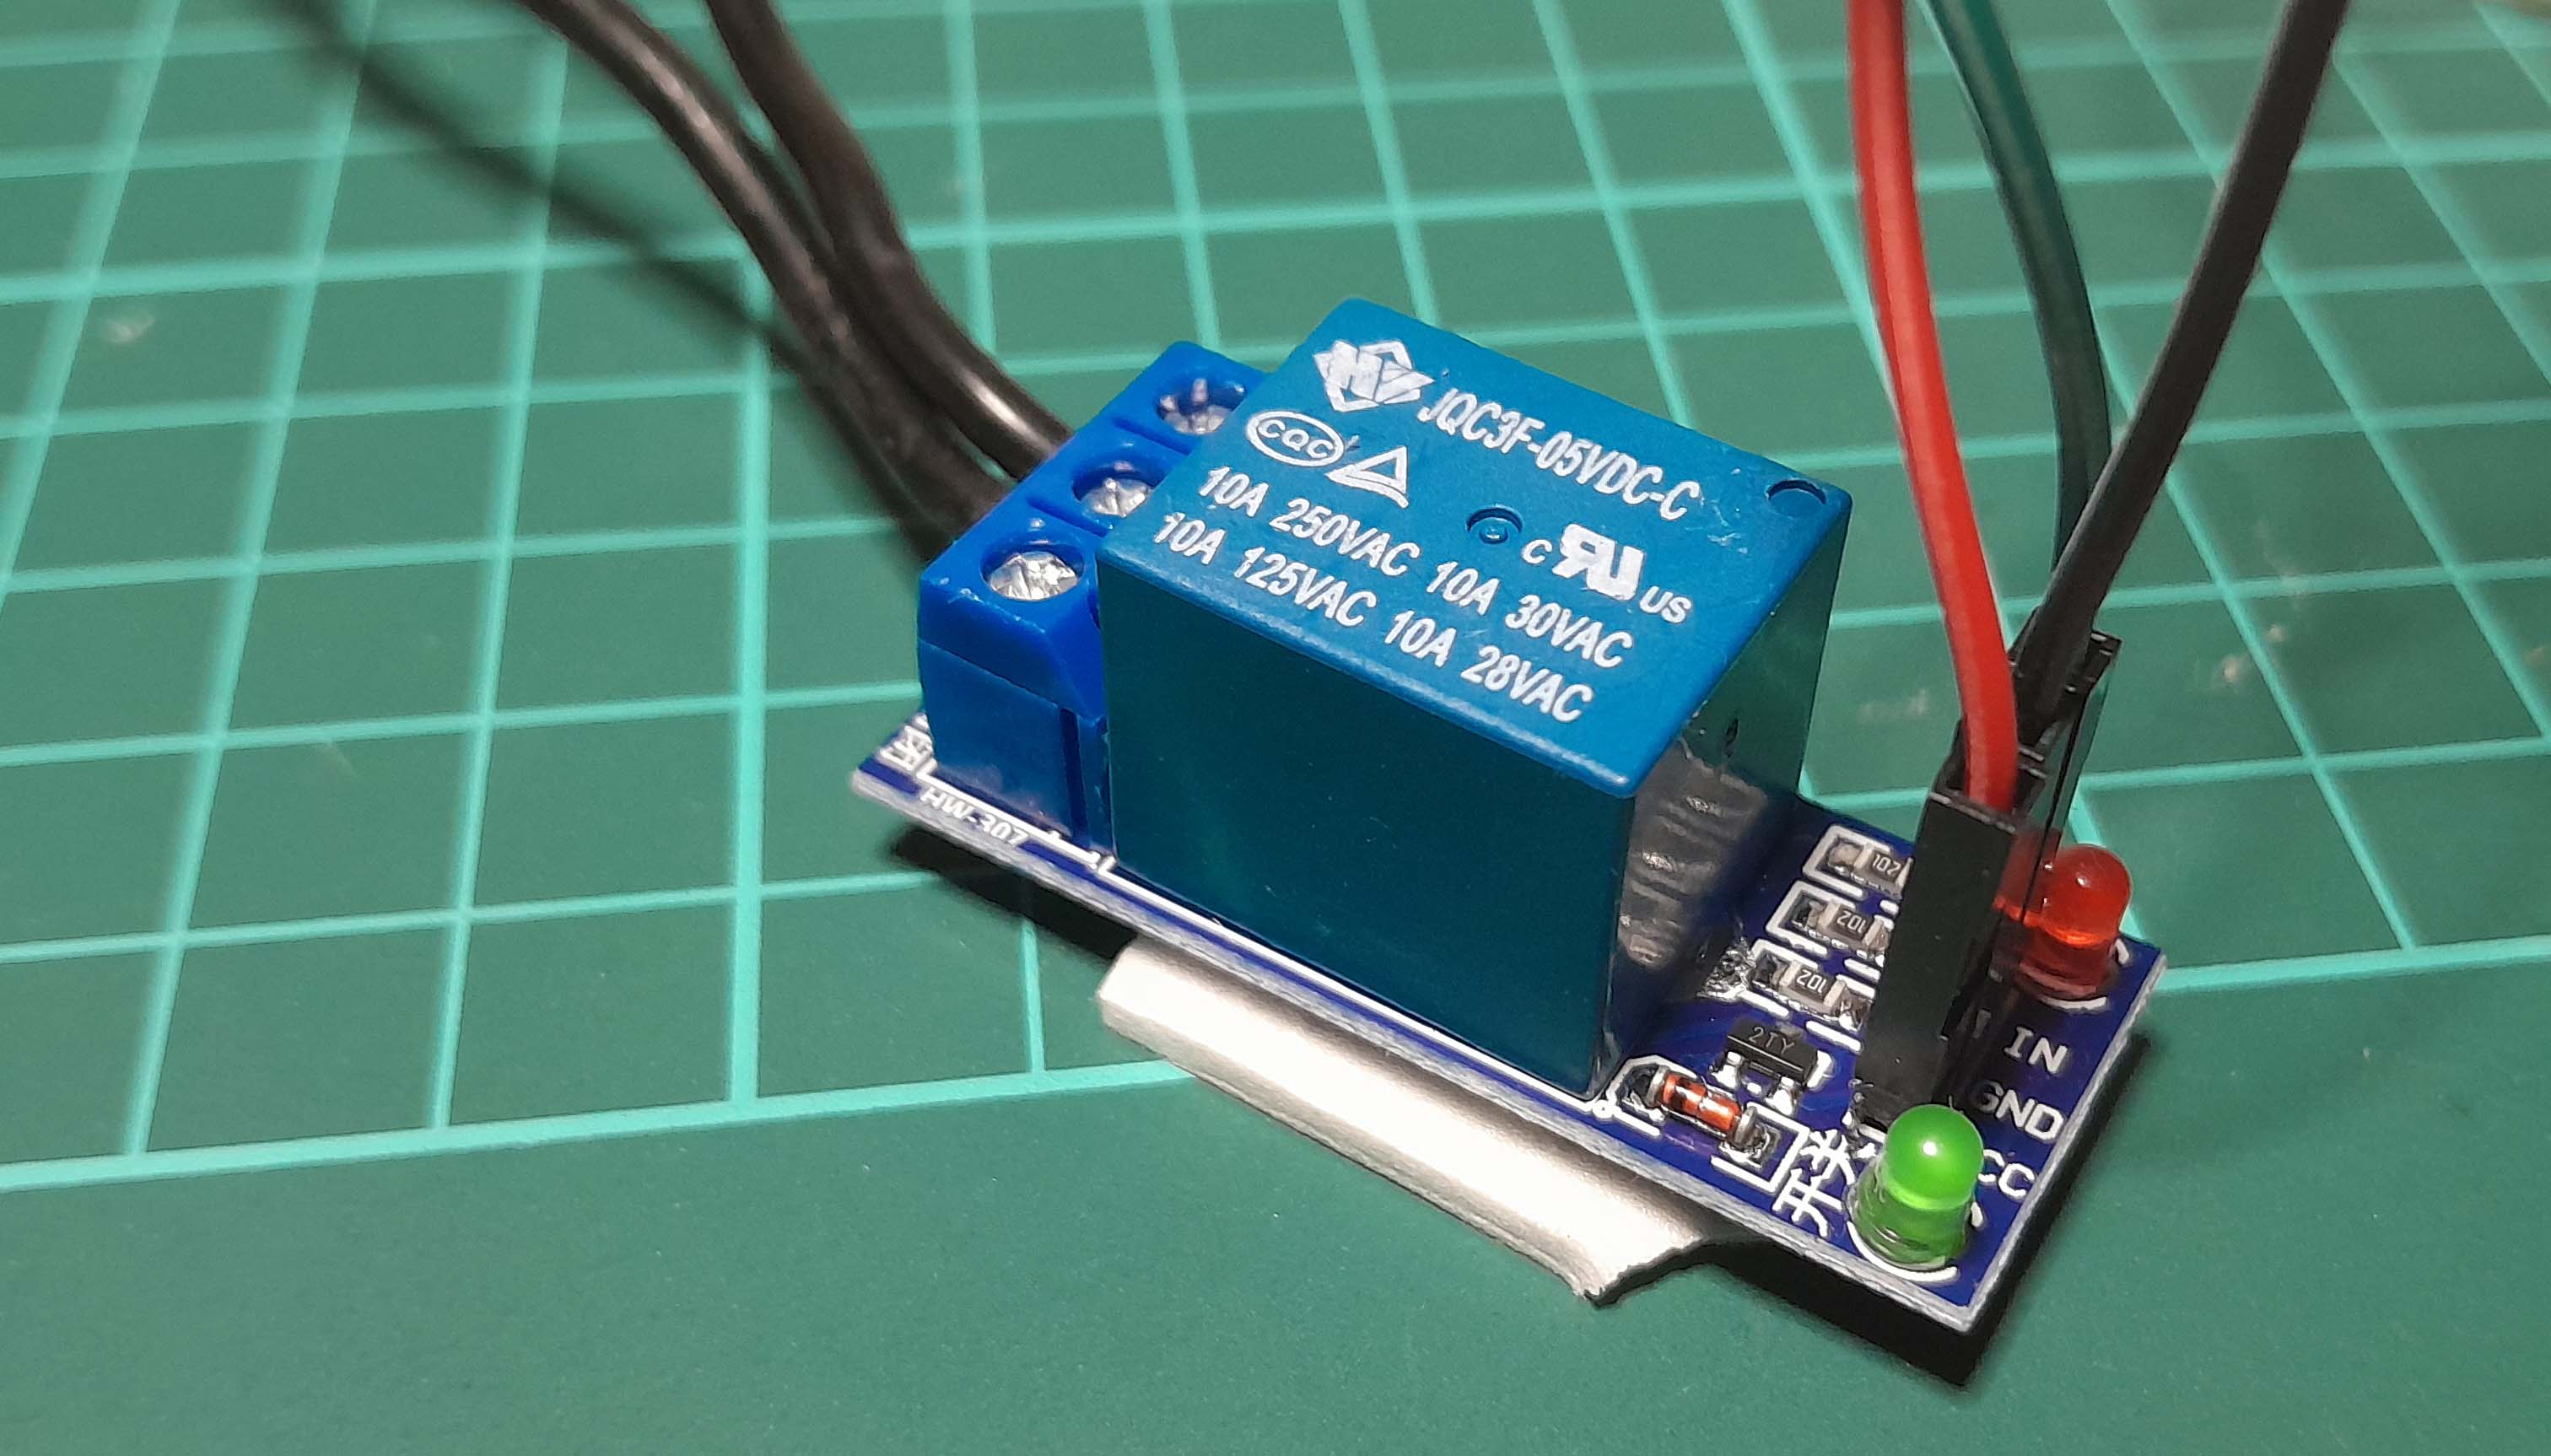 JQC3F-05VDC-C
CQC
c RU US
10A 250VAC 10A 30VAC
10A 125VAC 10A 28VAC
HW-307
102
102
102
2TY
IN
GND
CC
开关